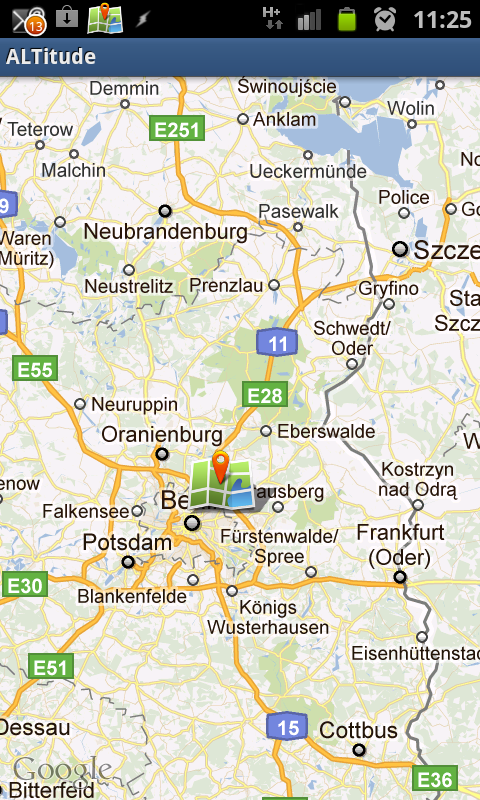 13
H+
11:25
ALTitude
Demmin
Świnoujście
Wolin
Anklam
E251
Teterow
Malchin
Ueckermünde
9
Police
Pasewalk
Neubrandenburg
Waren
Müritz)
Neustrelitz
Prenzlau
Gryfino
Schwedt/
Oder
11
E55
E28
Neuruppin
Oranienburg
Eberswalde
Kostrzyn
nad Odrą
Falkensee
Potsdam
Fürstenwalde/
Spree
Frankfurt
(Oder)
E30
Blankenfelde
Königs
Wusterhausen
E51
Eisenhüttenstad
15
Dessau
Cottbus
Google
Bitterfeld
E36